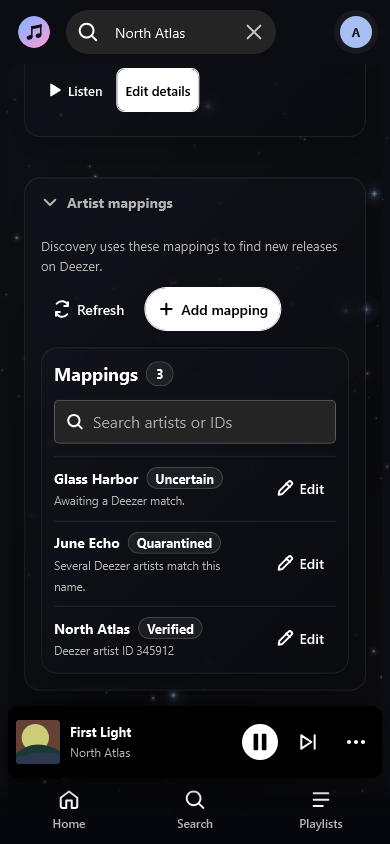 North Atlas
A
Listen
Edit details
Artist mappings
Discovery uses these mappings to find new releases
on Deezer.
Refresh
Add mapping
Mappings 3
Search artists or IDs
Glass Harbor Uncertain
Awaiting a Deezer match.
Edit
June Echo Quarantined
Several Deezer artists match this
name.
Edit
North Atlas Verified
Deezer artist ID 345912
Edit
First Light
North Atlas
Home
Search
Playlists